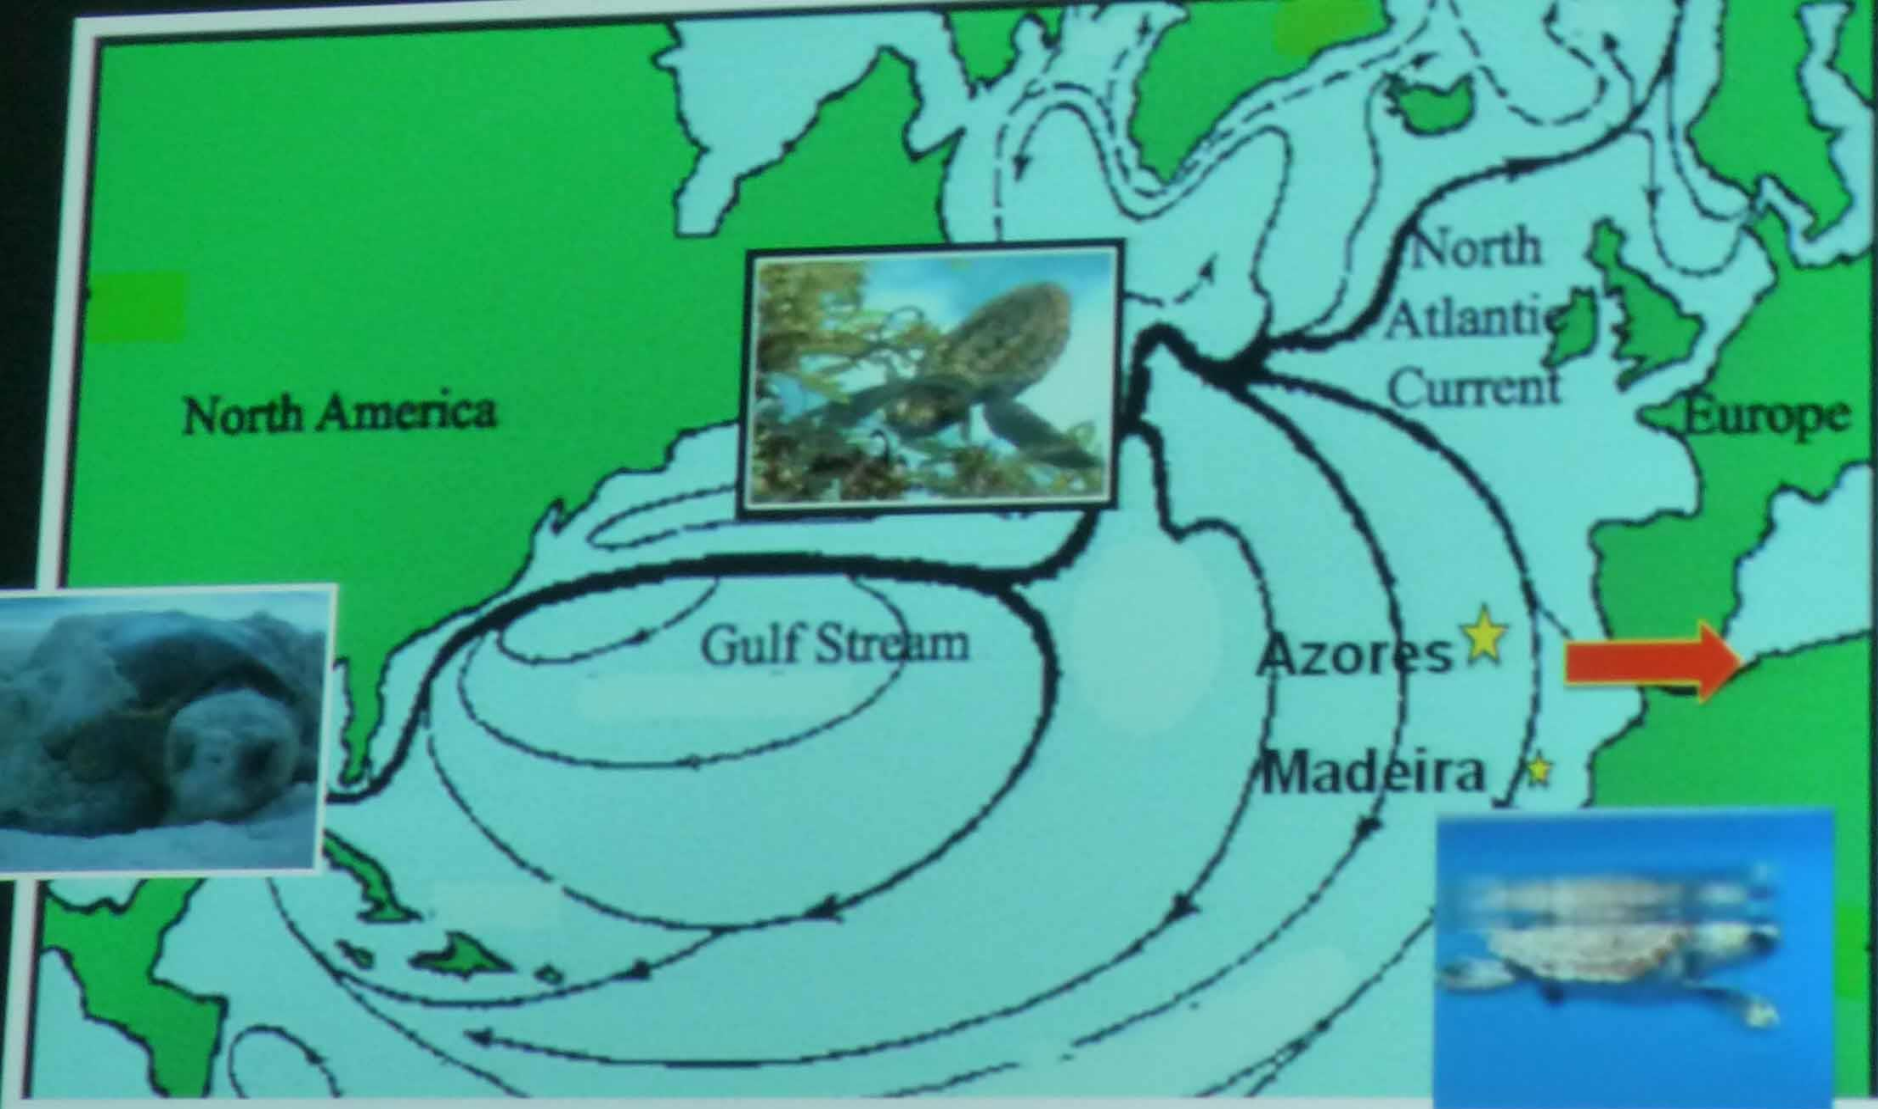 North
Atlantic
Current
North America
Europe
Gulf Stream
Azores
Madeira